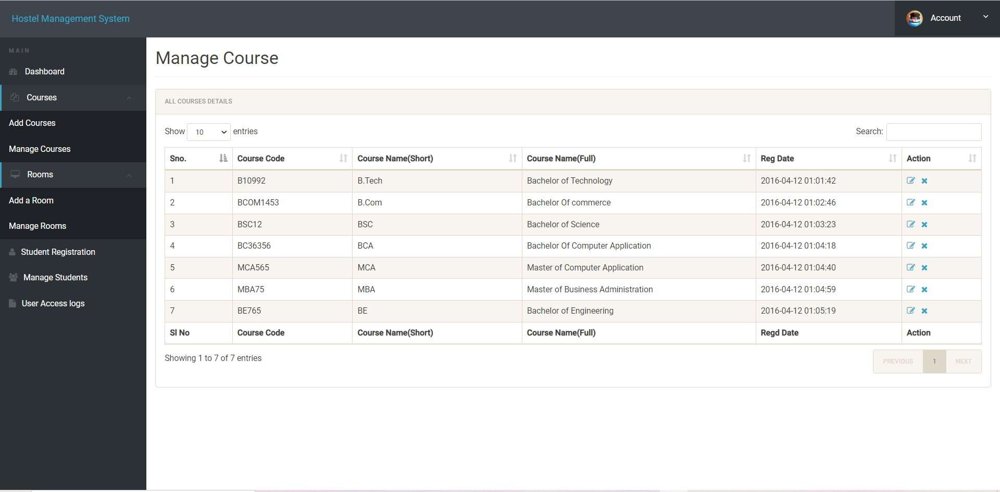 Hostel Management System
Account
MAIN
Dashboard
Courses
Add Courses
Manage Courses
Rooms
Add a Room
Manage Rooms
Student Registration
Manage Students
User Access logs
Manage Course
ALL COURSES DETAILS
Show 10 entries
Search:
Sno. Course Code Course Name(Short) Course Name(Full) Reg Date Action
1 B10992 B.Tech Bachelor of Technology 2016-04-12 01:01:42
2 BCOM1453 B.Com Bachelor Of commerce 2016-04-12 01:02:46
3 BSC12 BSC Bachelor of Science 2016-04-12 01:03:23
4 BC36356 BCA Bachelor Of Computer Application 2016-04-12 01:04:18
5 MCA565 MCA Master of Computer Application 2016-04-12 01:04:40
6 MBA75 MBA Master of Business Administration 2016-04-12 01:04:59
7 BE765 BE Bachelor of Engineering 2016-04-12 01:05:19
Sl No Course Code Course Name(Short) Course Name(Full) Regd Date Action
Showing 1 to 7 of 7 entries
PREVIOUS 1 NEXT